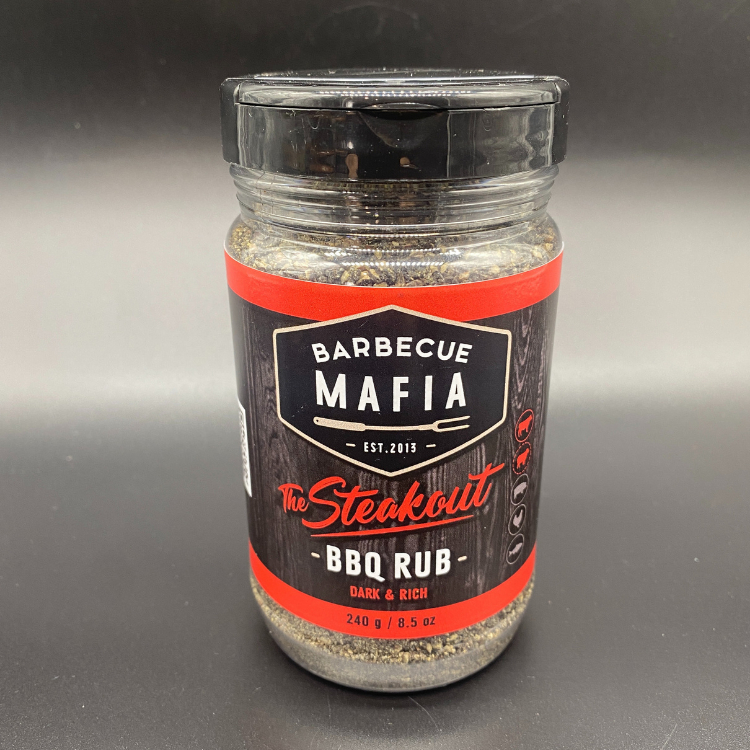 BARBECUE
MAFIA
- EST.2013 -
The Steakout
- BBQ RUB -
DARK & RICH
240 g / 8.5 oz